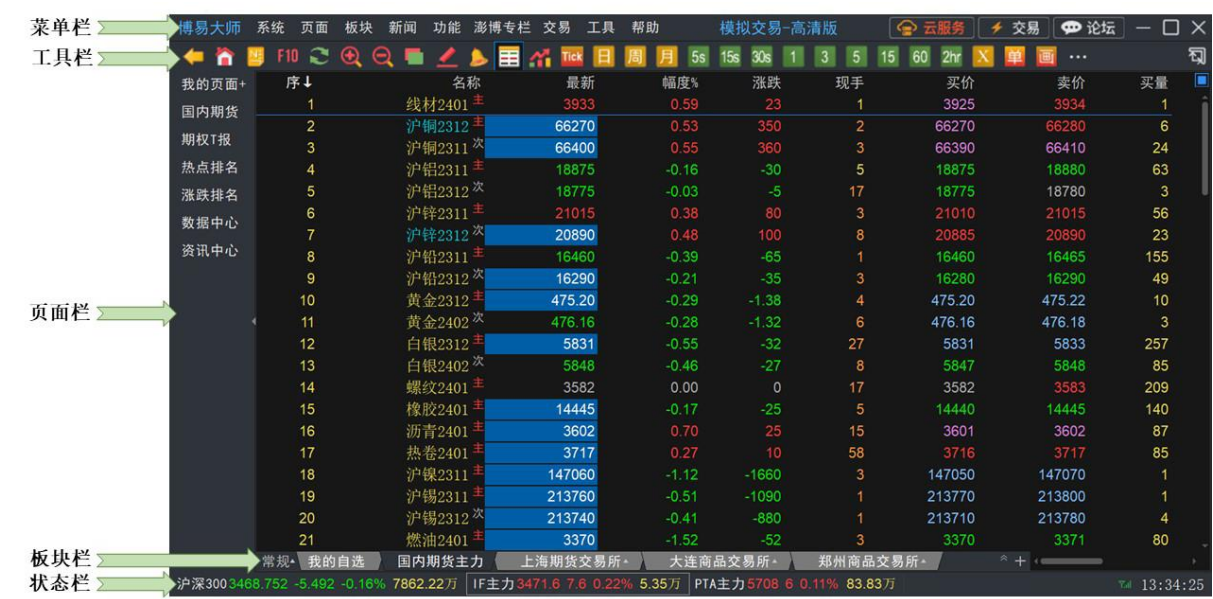 菜单栏
博易大师 系统 页面 板块 新闻 功能 澎博专栏 交易 工具 帮助 模拟交易-高清版 云服务 交易 论坛
工具栏
F10 Tick 日 周 月 5s 15s 30s 1 3 5 15 60 2hr X 单 画 ···
我的页面+ 序↓ 名称 最新 幅度% 涨跌 现手 买价 卖价 买量
国内期货
期权T报
热点排名
涨跌排名
数据中心
资讯中心
页面栏
1 线材2401 主 3933 0.59 23 1 3925 3934 1
2 沪铜2312 主 66270 0.53 350 2 66270 66280 6
3 沪铜2311 次 66400 0.55 360 3 66390 66410 24
4 沪铝2311 主 18875 -0.16 -30 5 18875 18880 63
5 沪铝2312 次 18775 -0.03 -5 17 18775 18780 3
6 沪锌2311 主 21015 0.38 80 3 21010 21015 56
7 沪锌2312 次 20890 0.48 100 8 20885 20890 23
8 沪铅2311 主 16460 -0.39 -65 1 16460 16465 155
9 沪铅2312 次 16290 -0.21 -35 3 16280 16290 49
10 黄金2312 主 475.20 -0.29 -1.38 4 475.20 475.22 10
11 黄金2402 次 476.16 -0.28 -1.32 6 476.16 476.18 3
12 白银2312 主 5831 -0.55 -32 27 5831 5833 257
13 白银2402 次 5848 -0.46 -27 8 5847 5848 85
14 螺纹2401 主 3582 0.00 0 17 3582 3583 209
15 橡胶2401 主 14445 -0.17 -25 5 14440 14445 140
16 沥青2401 主 3602 0.70 25 15 3601 3602 87
17 热卷2401 主 3717 0.27 10 58 3716 3717 85
18 沪镍2311 主 147060 -1.12 -1660 3 147050 147070 1
19 沪锡2311 主 213760 -0.51 -1090 1 213770 213800 1
20 沪锡2312 次 213740 -0.41 -880 1 213710 213780 4
21 燃油2401 主 3370 -1.52 -52 3 3370 3371 80
板块栏
常规 我的自选 国内期货主力 上海期货交易所 大连商品交易所 郑州商品交易所 +
状态栏
沪深300 3468.752 -5.492 -0.16% 7862.22万 IF主力 3471.6 7.6 0.22% 5.35万 PTA主力 5708 6 0.11% 83.83万 13:34:25